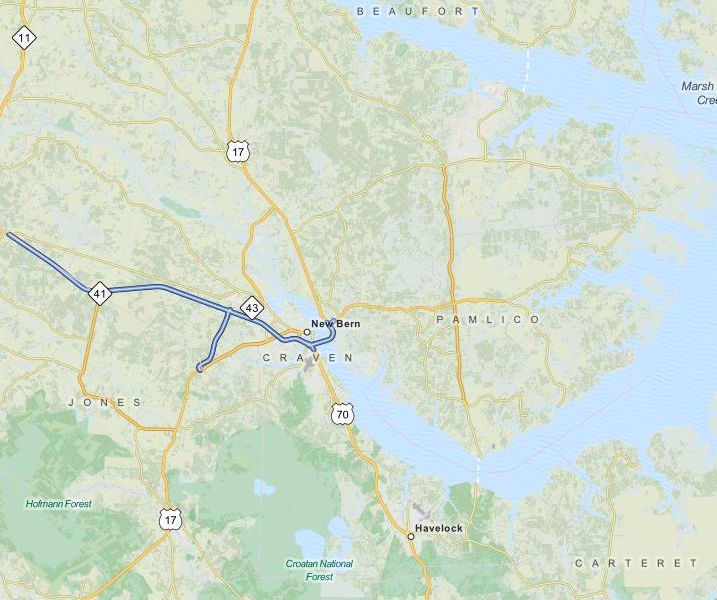 BEAUFORT
11
Marsh
Cree
17
41
43
New Bern
PAMLICO
CRAVEN
JONES
70
Hofmann Forest
17
Havelock
Croatan National
Forest
CARTERET